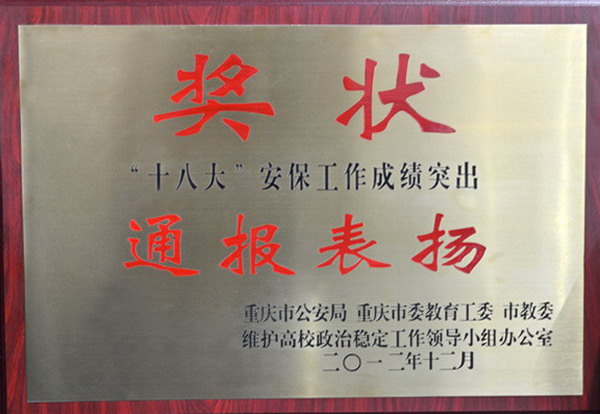 奖状
“十八大”安保工作成绩突出
通报表扬
重庆市公安局 重庆市委教育工委 市教委
维护高校政治稳定工作领导小组办公室
二〇一二年十二月